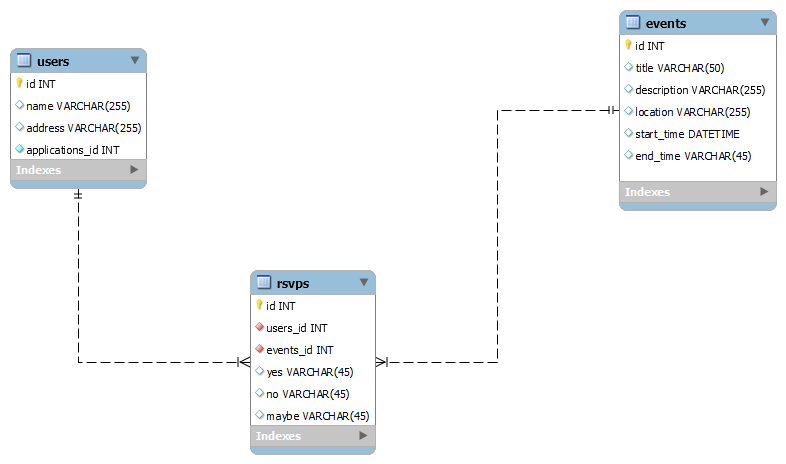 users
id INT
name VARCHAR(255)
address VARCHAR(255)
applications_id INT
Indexes
events
id INT
title VARCHAR(50)
description VARCHAR(255)
location VARCHAR(255)
start_time DATETIME
end_time VARCHAR(45)
Indexes
rsvps
id INT
users_id INT
events_id INT
yes VARCHAR(45)
no VARCHAR(45)
maybe VARCHAR(45)
Indexes